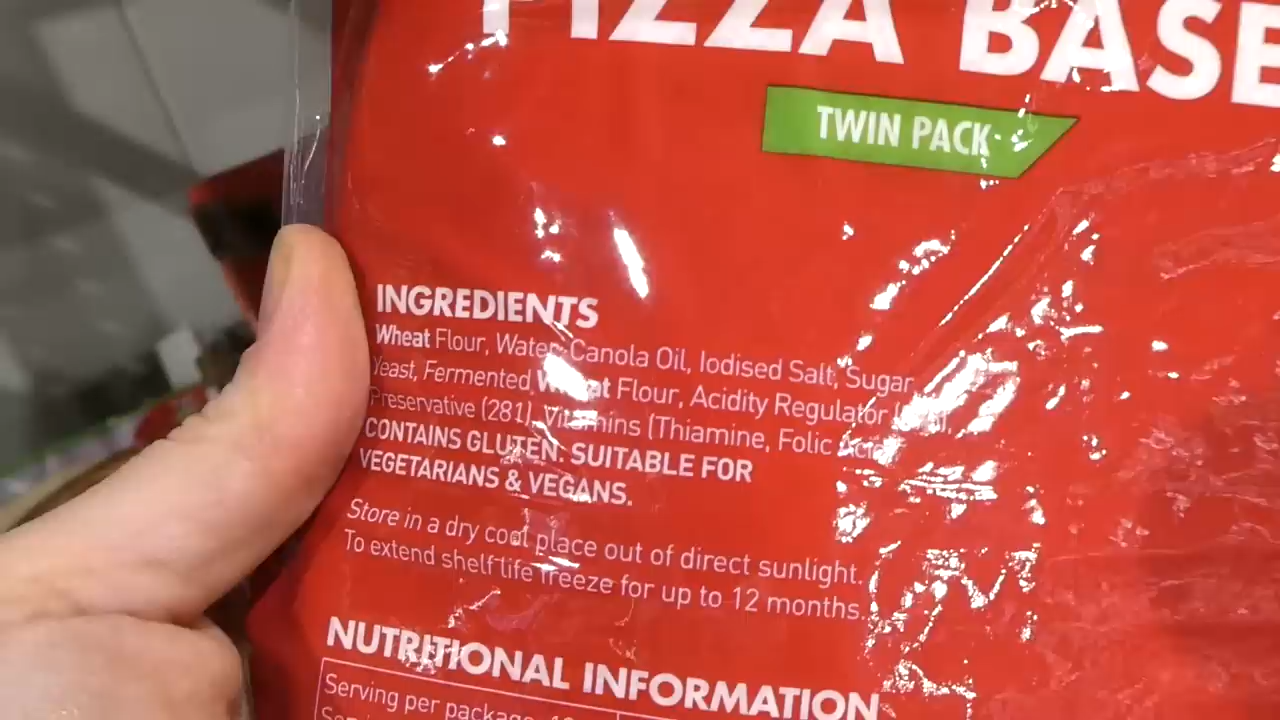 PIZZA BASE
TWIN PACK
INGREDIENTS
Wheat Flour, Water, Canola Oil, Iodised Salt, Sugar,
Yeast, Fermented Wheat Flour, Acidity Regulator
Preservative (281), Vitamins (Thiamine, Folic Acid)
CONTAINS GLUTEN. SUITABLE FOR
VEGETARIANS & VEGANS.
Store in a dry cool place out of direct sunlight.
To extend shelf life freeze for up to 12 months.
NUTRITIONAL INFORMATION
Serving per package: